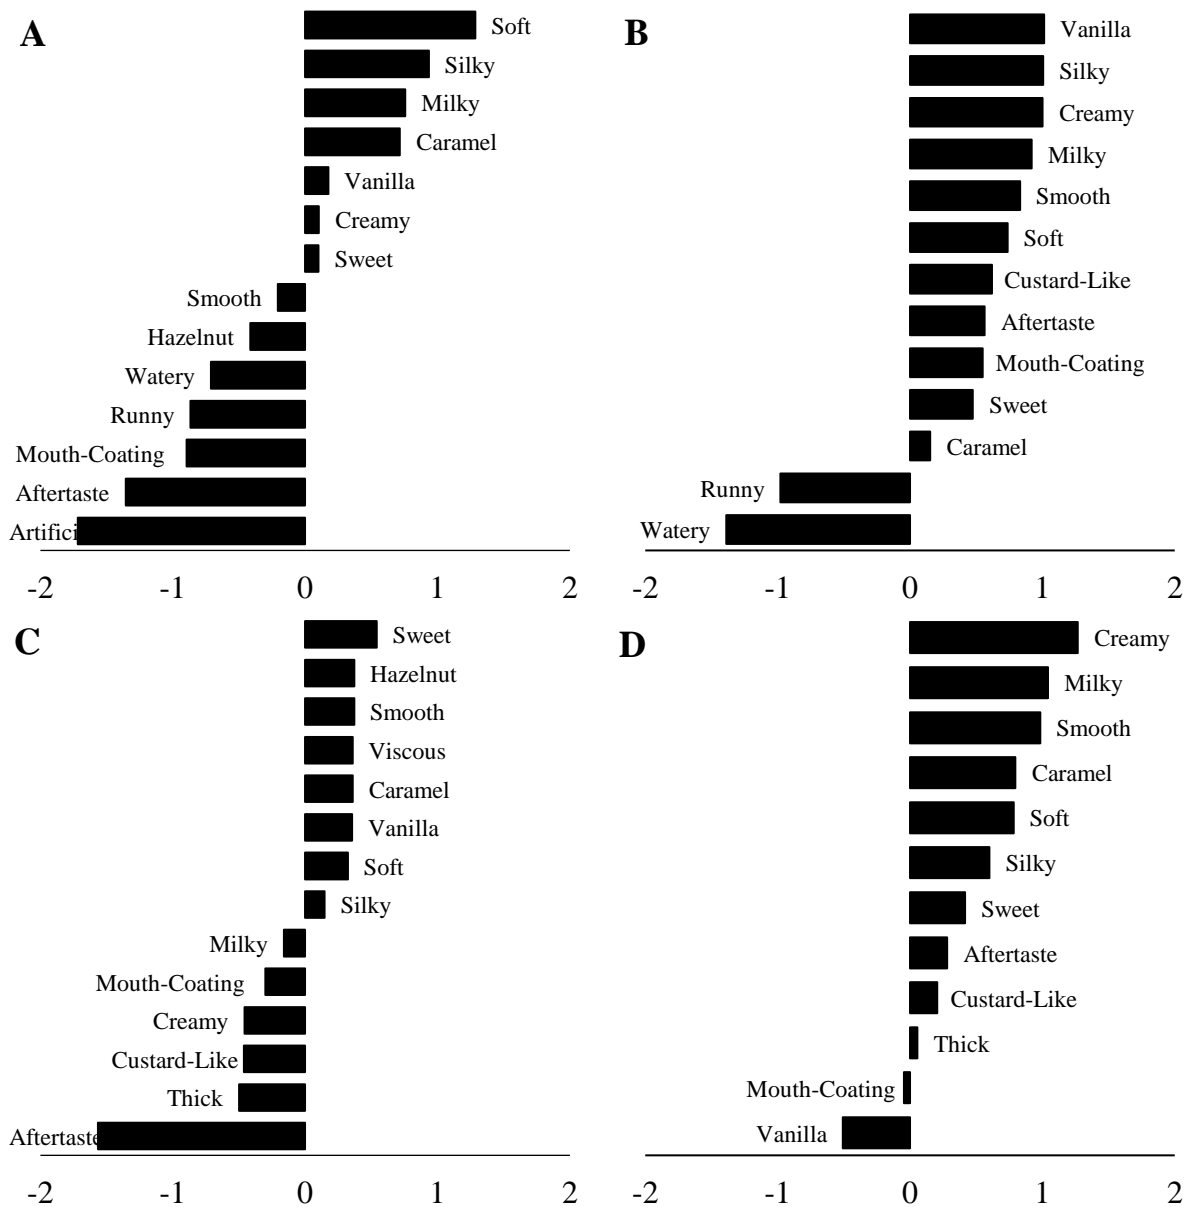 A
Soft
Silky
Milky
Caramel
Vanilla
Creamy
Sweet
Smooth
Hazelnut
Watery
Runny
Mouth-Coating
Aftertaste
Artifici
-2 -1 0 1 2
B
Vanilla
Silky
Creamy
Milky
Smooth
Soft
Custard-Like
Aftertaste
Mouth-Coating
Sweet
Caramel
Runny
Watery
-2 -1 0 1 2
C
Sweet
Hazelnut
Smooth
Viscous
Caramel
Vanilla
Soft
Silky
Milky
Mouth-Coating
Creamy
Custard-Like
Thick
Aftertaste
-2 -1 0 1 2
D
Creamy
Milky
Smooth
Caramel
Soft
Silky
Sweet
Aftertaste
Custard-Like
Thick
Mouth-Coating
Vanilla
-2 -1 0 1 2